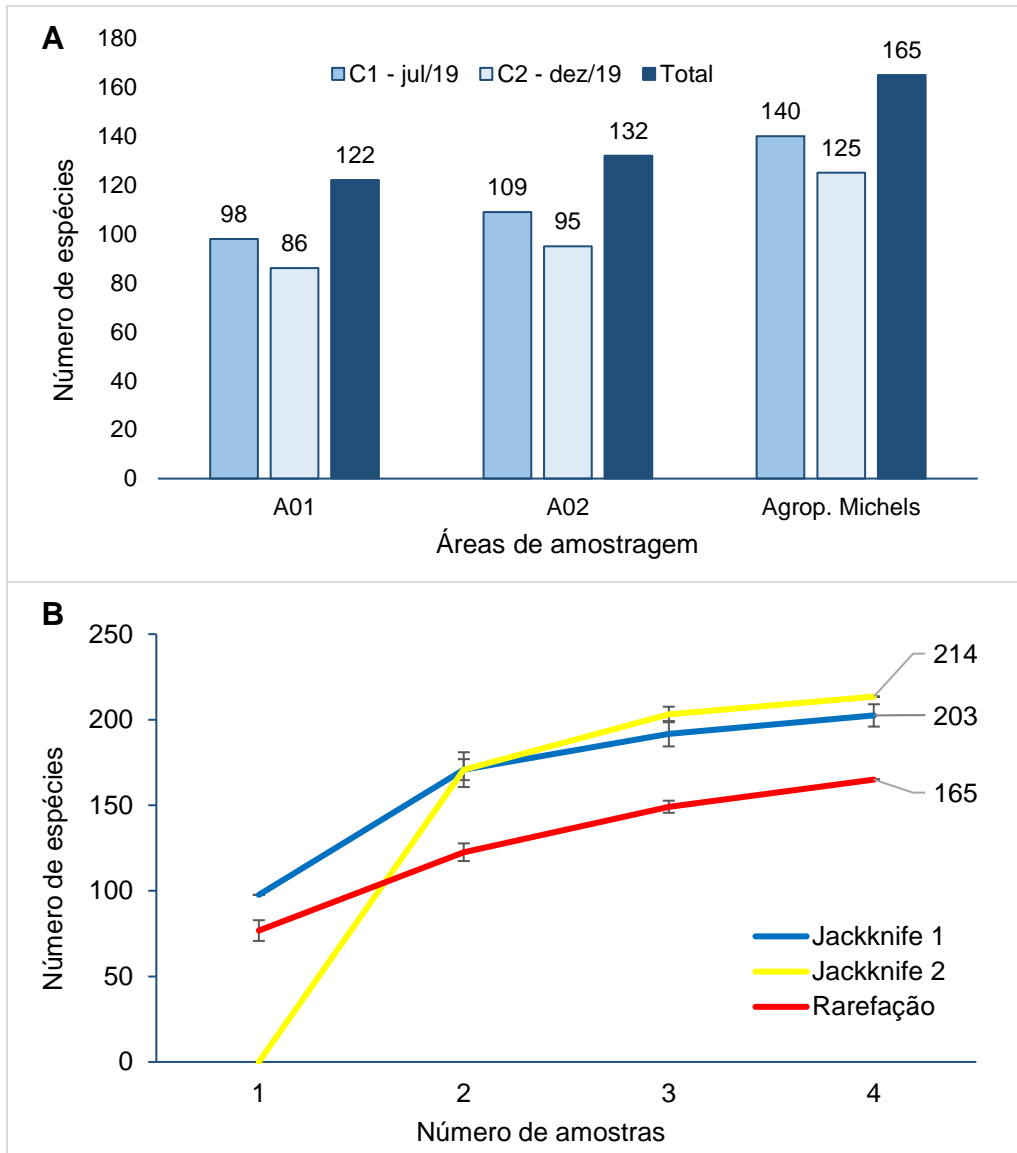 A
180
160
140
120
100
80
60
40
20
0
Número de espécies
C1 - jul/19 C2 - dez/19 Total
98
86
122
109
95
132
140
125
165
A01 A02 Agrop. Michels
Áreas de amostragem
B
250
200
150
100
50
0
Número de espécies
214
203
165
Jackknife 1
Jackknife 2
Rarefação
1 2 3 4
Número de amostras